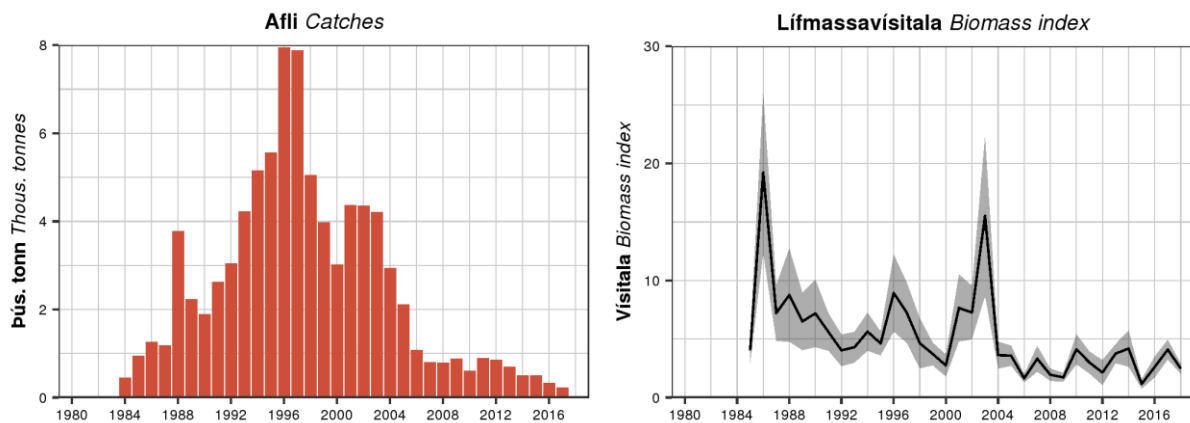 Afli Catches
Þús. tonn Thous. tonnes
8
6
4
2
0
1980 1984 1988 1992 1996 2000 2004 2008 2012 2016
Lífmassavísitala Biomass index
Vísitala Biomass index
30
20
10
0
1980 1984 1988 1992 1996 2000 2004 2008 2012 2016